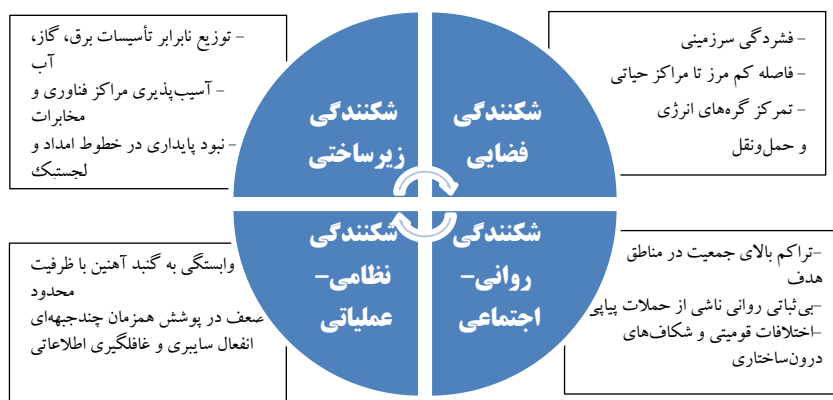 – فشردگی سرزمینی
– فاصله کم مرز تا مراکز حیاتی
– تمرکز گره‌های انرژی
و حمل‌ونقل
شکنندگی
فضایی
شکنندگی
زیرساختی
– توزیع نابرابر تأسیسات برق، گاز،
آب
– آسیب‌پذیری مراکز فناوری و
مخابرات
– نبود پایداری در خطوط امداد و
لجستیک
شکنندگی
روانی–
اجتماعی
–تراکم بالای جمعیت در مناطق
هدف
–بی‌ثباتی روانی ناشی از حملات پیاپی
–اختلافات قومیتی و شکاف‌های
درون‌ساختاری
شکنندگی
نظامی–
عملیاتی
وابستگی به گنبد آهنین با ظرفیت
محدود
ضعف در پوشش همزمان چندجبهه‌ای
انفعال سایبری و غافلگیری اطلاعاتی